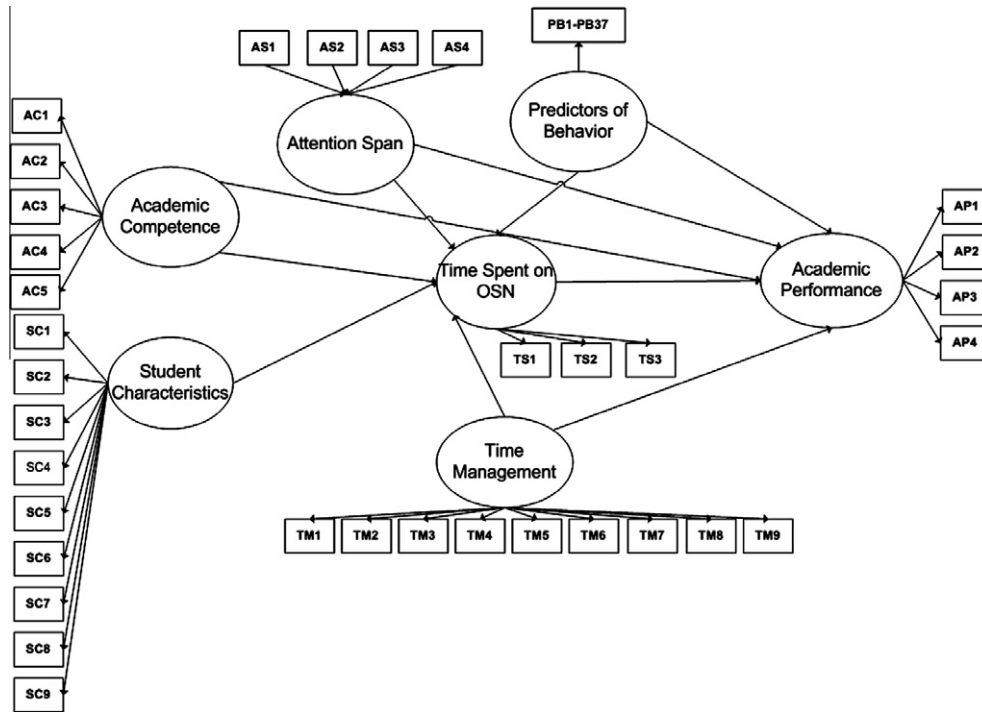 PB1-PB37
AS1
AS2
AS3
AS4
Predictors of
Behavior
Attention Span
AC1
AC2
AC3
AC4
AC5
Academic
Competence
AP1
AP2
AP3
AP4
Time Spent on
OSN
Academic
Performance
SC1
SC2
SC3
SC4
SC5
SC6
SC7
SC8
SC9
Student
Characteristics
TS1
TS2
TS3
Time
Management
TM1
TM2
TM3
TM4
TM5
TM6
TM7
TM8
TM9